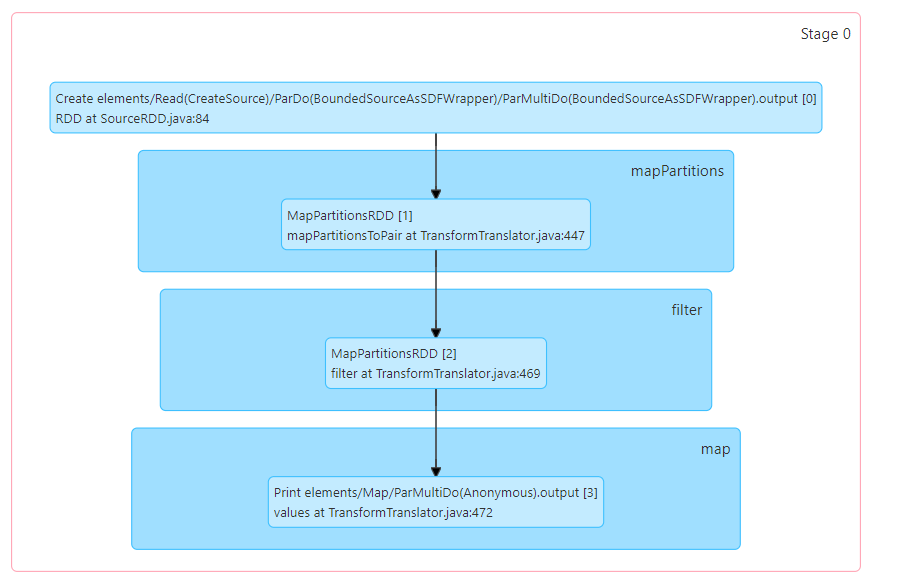 Stage 0
Create elements/Read(CreateSource)/ParDo(BoundedSourceAsSDFWrapper)/ParMultiDo(BoundedSourceAsSDFWrapper).output [0]
RDD at SourceRDD.java:84
mapPartitions
MapPartitionsRDD [1]
mapPartitionsToPair at TransformTranslator.java:447
filter
MapPartitionsRDD [2]
filter at TransformTranslator.java:469
map
Print elements/Map/ParMultiDo(Anonymous).output [3]
values at TransformTranslator.java:472